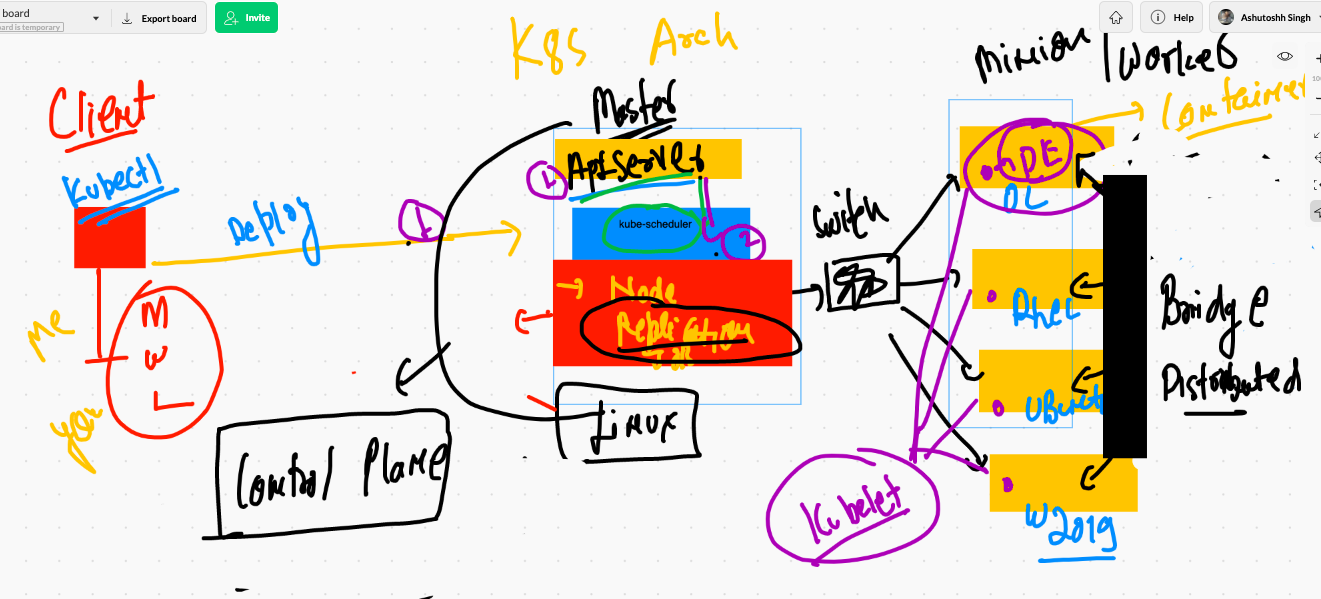 board
ard is temporary
Export board
Invite
Help
Ashutoshh Singh
K8s Arch
Minion / Worker
Client
Master
Container
Kubectl
ApiServer
1
kube-scheduler
2
Deploy
1
Switch
OL
Node
Replication
RheL
Me
M
W
L
you
Bridge
Distributed
UBuntu
Linux
Control Plane
Kubelet
W2019